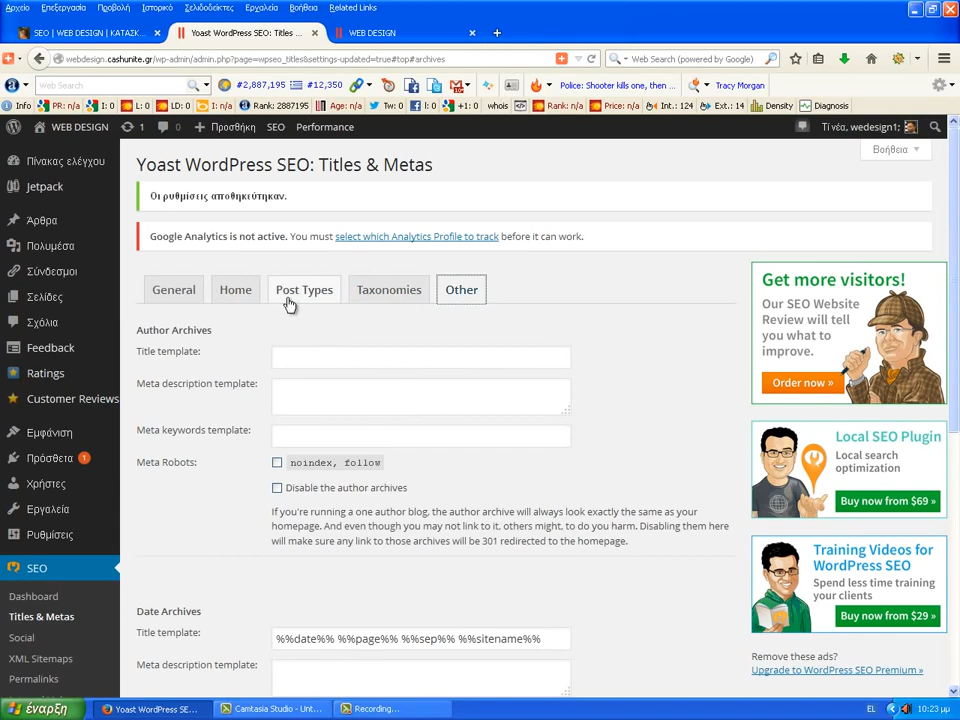 Αρχείο Επεξεργασία Προβολή Ιστορικό Σελιδοδείκτες Εργαλεία Βοήθεια Related Links
SEO | WEB DESIGN | ΚΑΤΑΣΚ... Yoast WordPress SEO: Titles ... WEB DESIGN
webdesign.cashunite.gr/wp-admin/admin.php?page=wpseo_titles&settings-updated=true#top#archives Web Search (powered by Google)
Web Search #2,887,195 #12,350 Police: Shooter kills one, then ... Tracy Morgan
Info PR: n/a I: 0 L: 0 LD: 0 I: n/a Rank: 2887195 Age: n/a Tw: 0 l: 0 +1: 0 whois Rank: n/a Price: n/a Int.: 124 Ext.: 14 Density Diagnosis
WEB DESIGN 1 0 Προσθήκη SEO Performance Τί νέα, wedesign1;
Βοήθεια
Πίνακας ελέγχου
Jetpack
Άρθρα
Πολυμέσα
Σύνδεσμοι
Σελίδες
Σχόλια
Feedback
Ratings
Customer Reviews
Εμφάνιση
Πρόσθετα 1
Χρήστες
Εργαλεία
Ρυθμίσεις
SEO
Dashboard
Titles & Metas
Social
XML Sitemaps
Permalinks
Yoast WordPress SEO: Titles & Metas
Οι ρυθμίσεις αποθηκεύτηκαν.
Google Analytics is not active. You must select which Analytics Profile to track before it can work.
General Home Post Types Taxonomies Other
Author Archives
Title template:
Meta description template:
Meta keywords template:
Meta Robots: noindex, follow
Disable the author archives
If you're running a one author blog, the author archive will always look exactly the same as your
homepage. And even though you may not link to it, others might, to do you harm. Disabling them here
will make sure any link to those archives will be 301 redirected to the homepage.
Date Archives
Title template: %%date%% %%page%% %%sep%% %%sitename%%
Meta description template:
Get more visitors!
Our SEO Website
Review will tell
you what to
improve.
Order now »
Local SEO Plugin
Local search
optimization
Buy now from $69 »
Training Videos for
WordPress SEO
Spend less time training
your clients
Buy now from $29 »
Remove these ads?
Upgrade to WordPress SEO Premium »
έναρξη Yoast WordPress SE... Camtasia Studio - Unt... Recording... EL 10:23 μμ